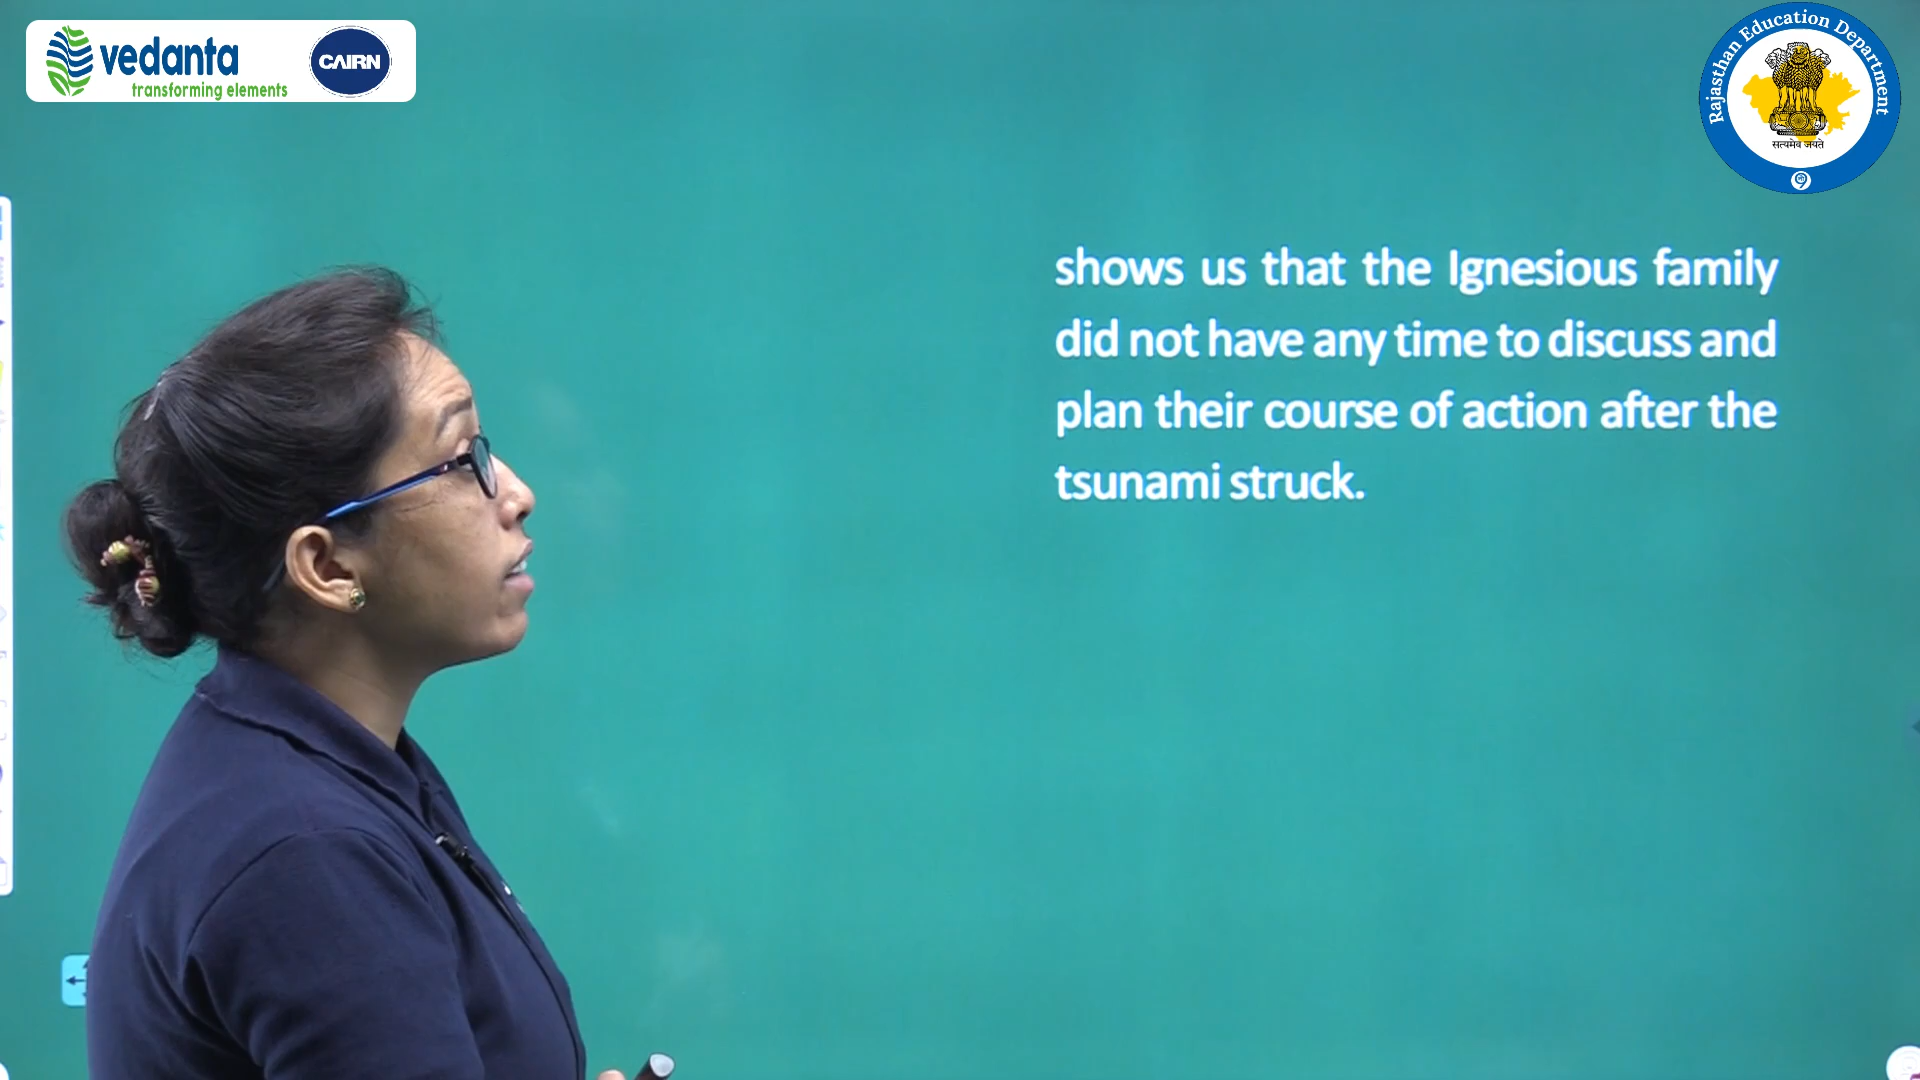 vedanta
transforming elements
CAIRN
Rajasthan Education Department
सत्यमेव जयते
shows us that the Ignesious family
did not have any time to discuss and
plan their course of action after the
tsunami struck.